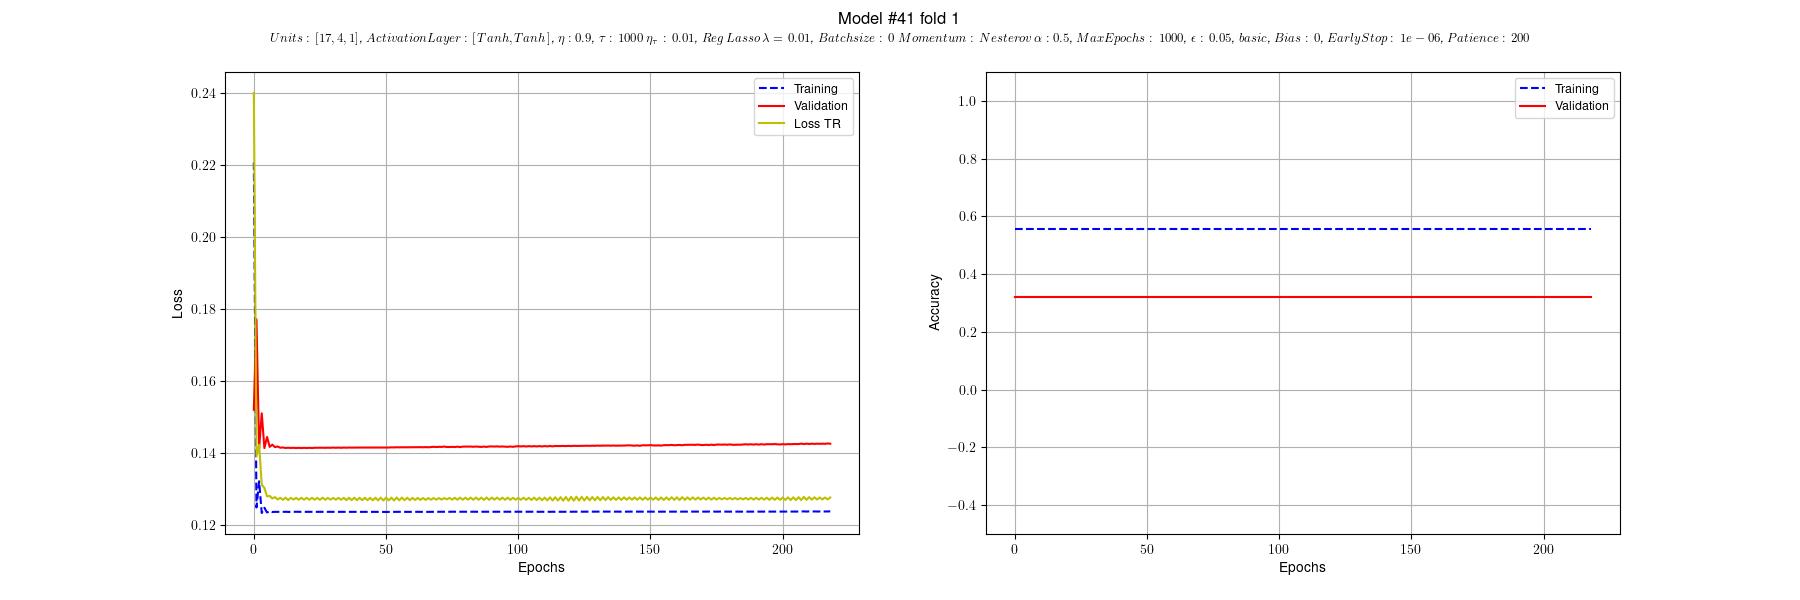 Model #41 fold 1
Units : [17, 4, 1], ActivationLayer : [Tanh, Tanh], η : 0.9, τ : 1000 ητ : 0.01, Reg Lasso λ = 0.01, Batchsize : 0 Momentum : Nesterov α : 0.5, MaxEpochs : 1000, ϵ : 0.05, basic, Bias : 0, EarlyStop : 1e − 06, Patience : 200
Training
Validation
Loss TR
0.24
0.22
0.20
0.18
0.16
0.14
0.12
Loss
0 50 100 150 200
Epochs
Training
Validation
1.0
0.8
0.6
0.4
0.2
0.0
−0.2
−0.4
Accuracy
0 50 100 150 200
Epochs